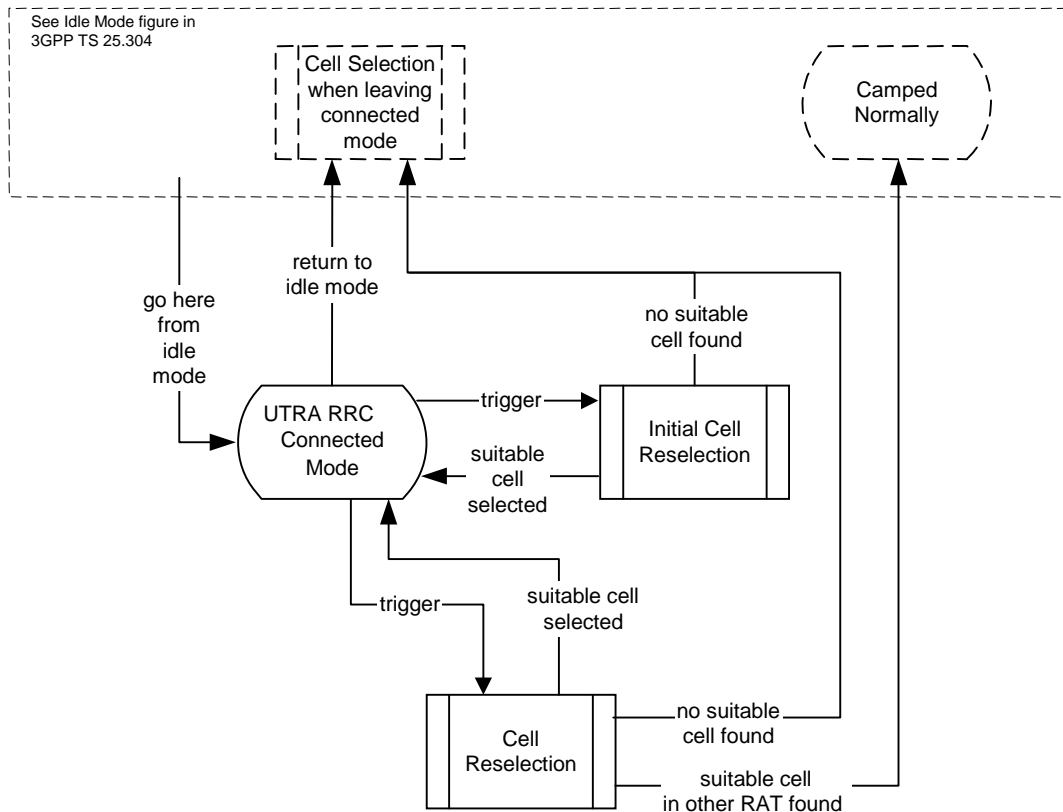 See Idle Mode figure in
3GPP TS 25.304
Cell Selection
when leaving
connected
mode
Camped
Normally
return to
idle mode
go here
from
idle
mode
no suitable
cell found
trigger
UTRA RRC
Connected
Mode
Initial Cell
Reselection
suitable
cell
selected
trigger
suitable cell
selected
Cell
Reselection
no suitable
cell found
suitable cell
in other RAT found